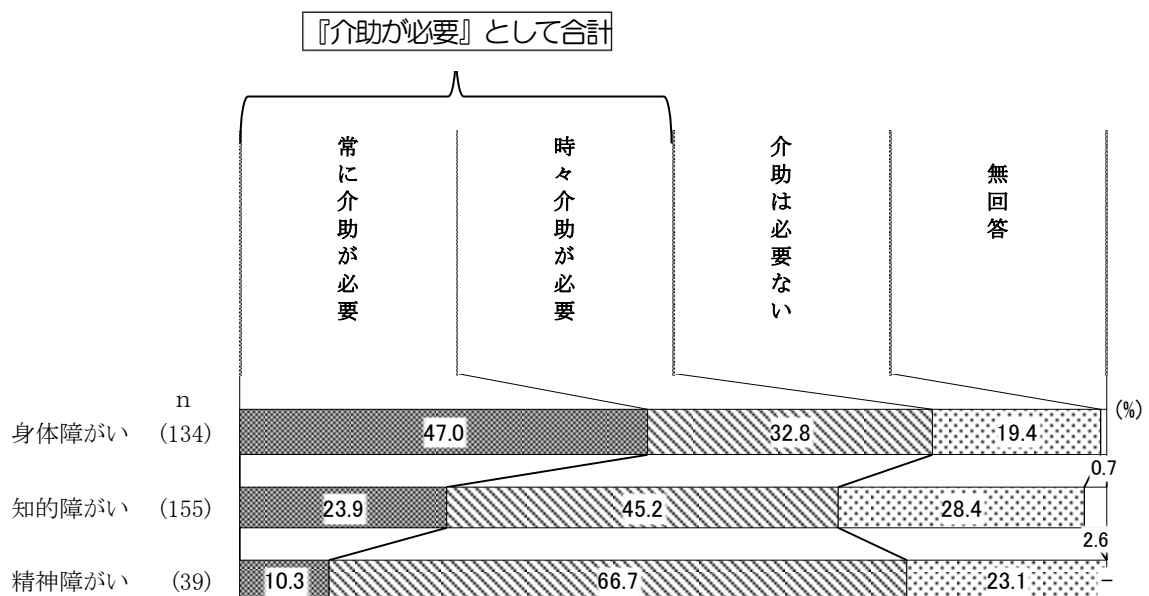 『介助が必要』として合計
常に介助が必要
時々介助が必要
介助は必要ない
無回答
n
(%)
身体障がい (134) 47.0 32.8 19.4
0.7
知的障がい (155) 23.9 45.2 28.4
2.6
精神障がい (39) 10.3 66.7 23.1 -